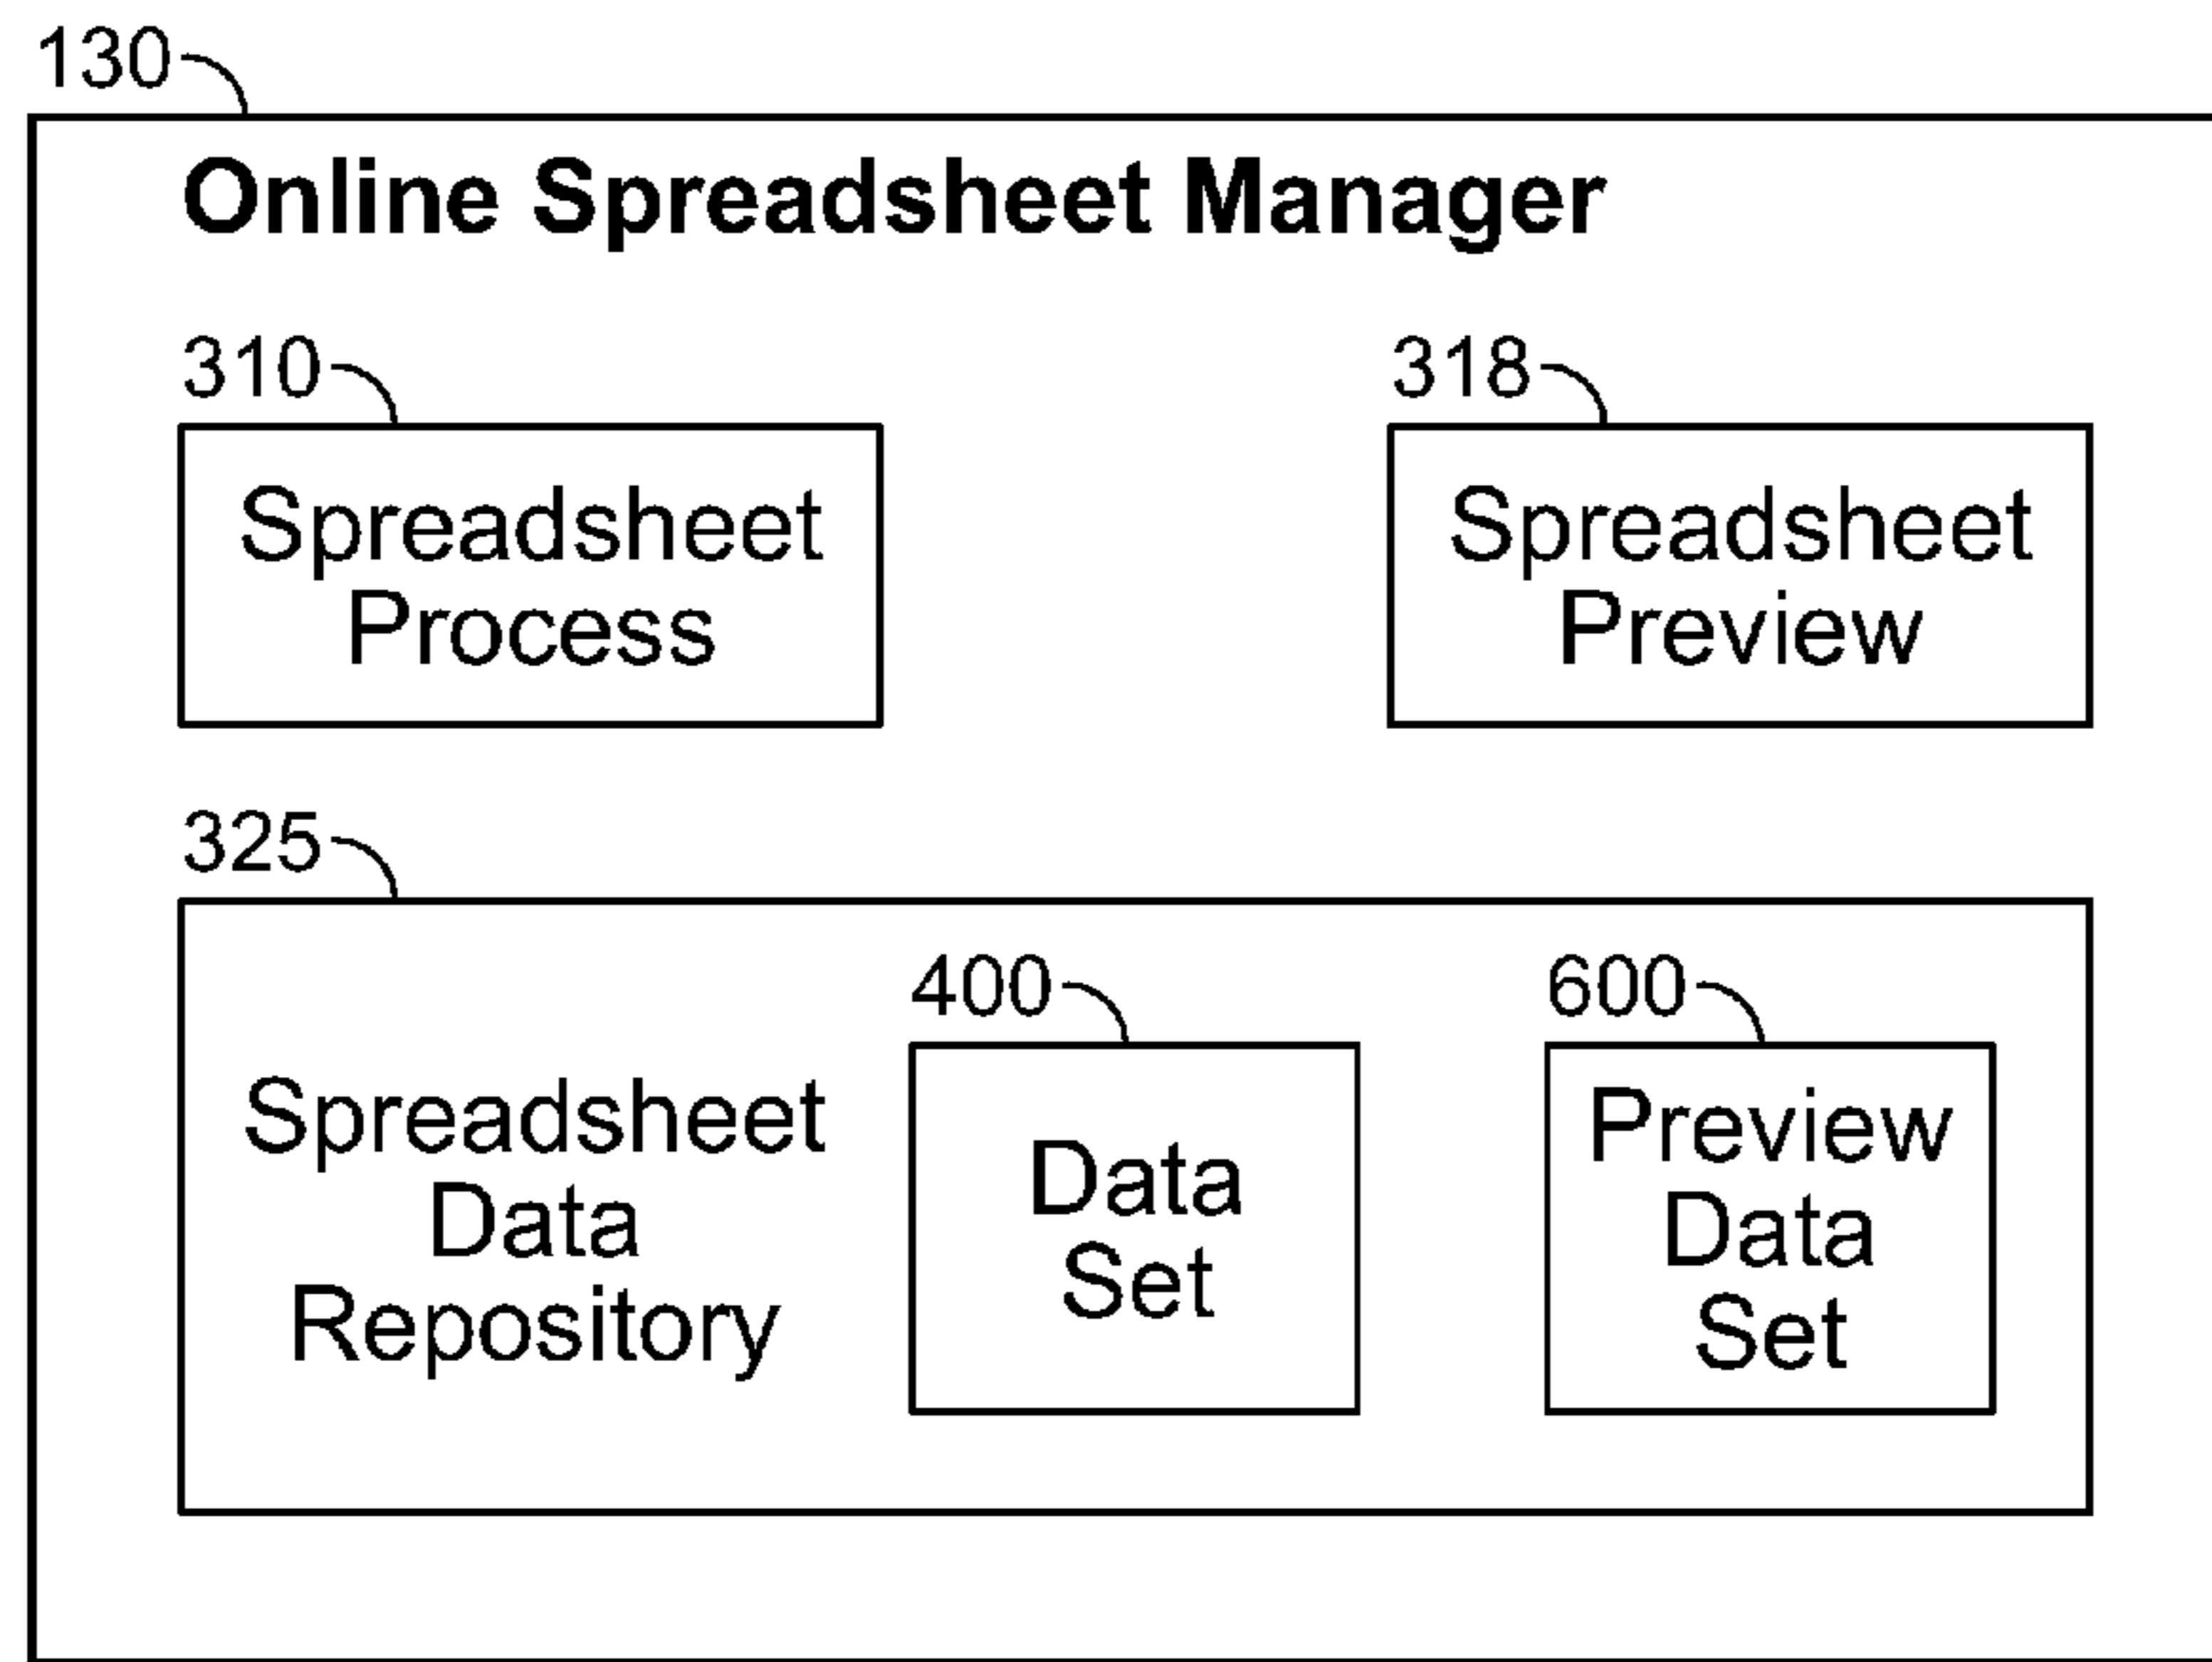 130
Online Spreadsheet Manager
310
Spreadsheet
Process
318
Spreadsheet
Preview
325
Spreadsheet
Data
Repository
400
Data
Set
600
Preview
Data
Set